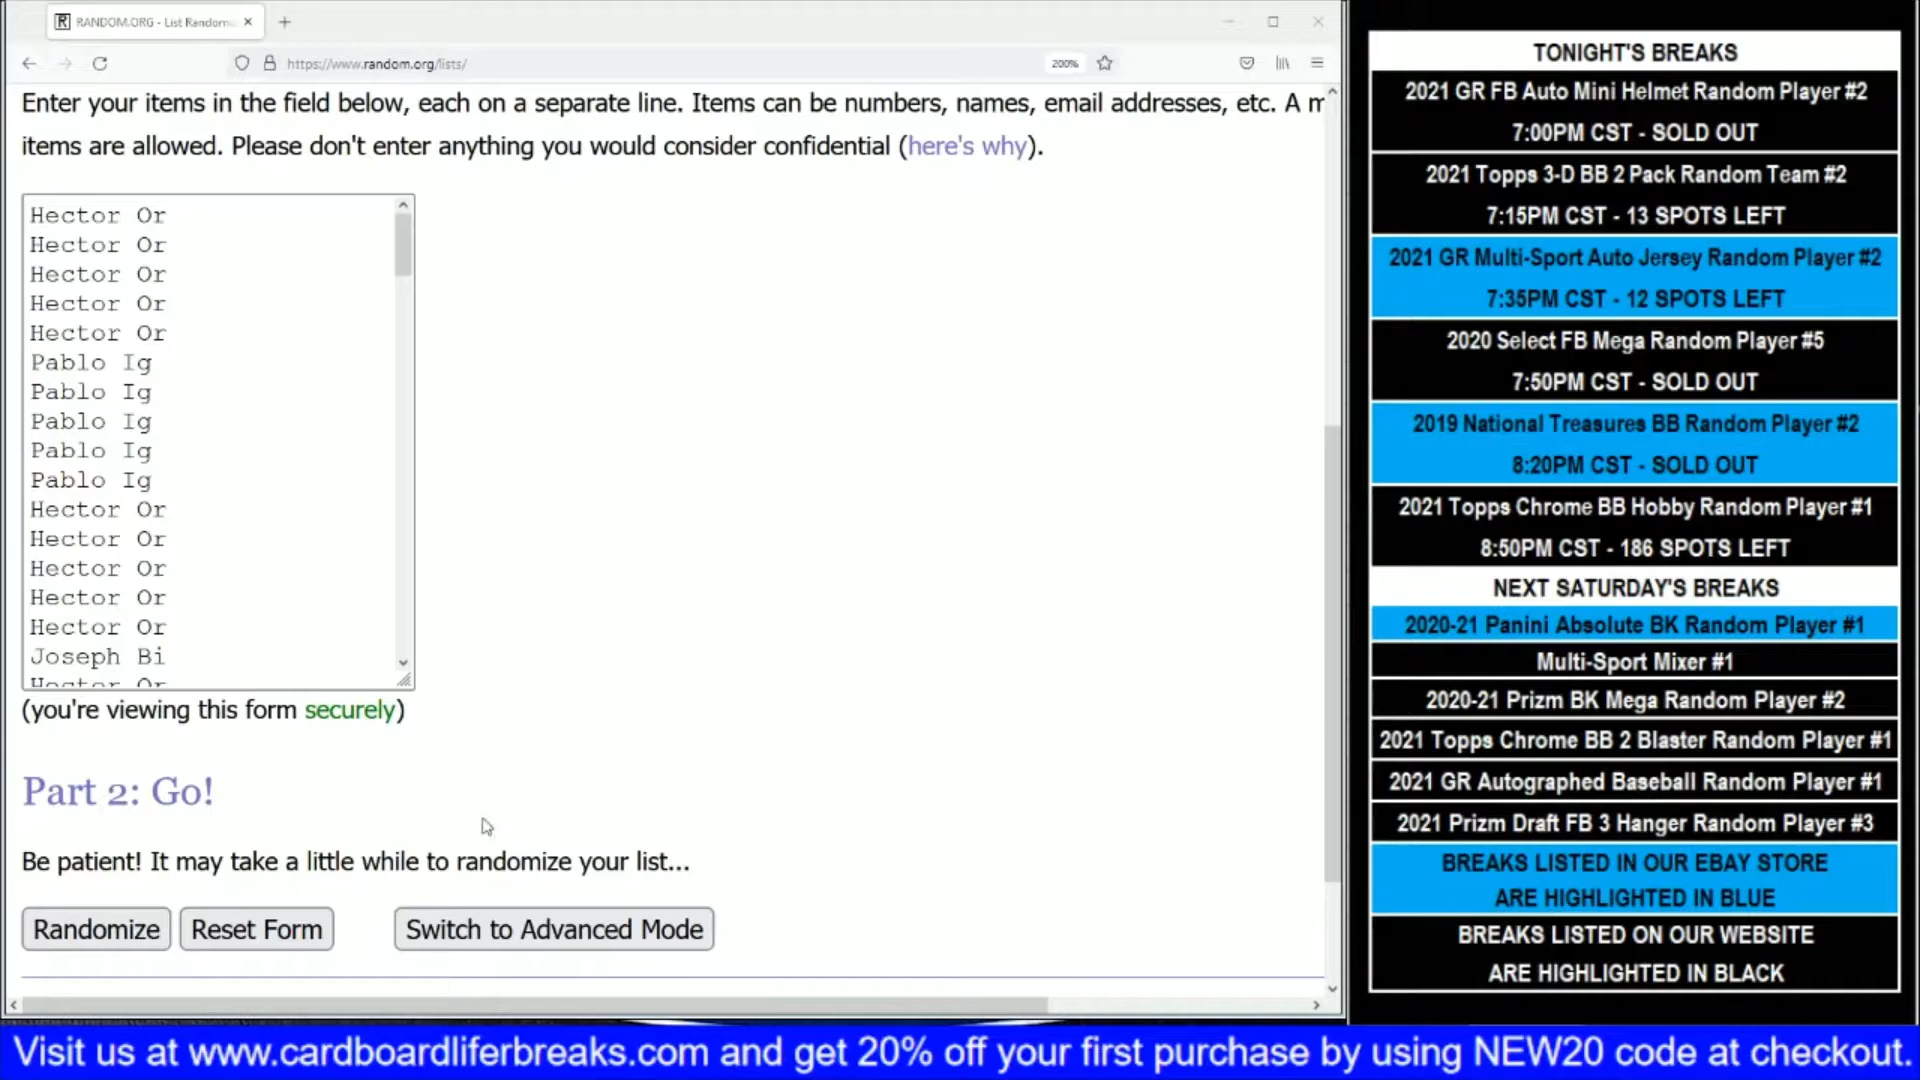 RANDOM.ORG - List Random
https://www.random.org/lists/
200%
Enter your items in the field below, each on a separate line. Items can be numbers, names, email addresses, etc. A m
items are allowed. Please don't enter anything you would consider confidential (here's why).
Hector Or
Hector Or
Hector Or
Hector Or
Hector Or
Pablo Ig
Pablo Ig
Pablo Ig
Pablo Ig
Pablo Ig
Hector Or
Hector Or
Hector Or
Hector Or
Hector Or
Joseph Bi
Hector Or
(you're viewing this form securely)
Part 2: Go!
Be patient! It may take a little while to randomize your list...
Randomize Reset Form Switch to Advanced Mode
TONIGHT'S BREAKS
2021 GR FB Auto Mini Helmet Random Player #2
7:00PM CST - SOLD OUT
2021 Topps 3-D BB 2 Pack Random Team #2
7:15PM CST - 13 SPOTS LEFT
2021 GR Multi-Sport Auto Jersey Random Player #2
7:35PM CST - 12 SPOTS LEFT
2020 Select FB Mega Random Player #5
7:50PM CST - SOLD OUT
2019 National Treasures BB Random Player #2
8:20PM CST - SOLD OUT
2021 Topps Chrome BB Hobby Random Player #1
8:50PM CST - 186 SPOTS LEFT
NEXT SATURDAY'S BREAKS
2020-21 Panini Absolute BK Random Player #1
Multi-Sport Mixer #1
2020-21 Prizm BK Mega Random Player #2
2021 Topps Chrome BB 2 Blaster Random Player #1
2021 GR Autographed Baseball Random Player #1
2021 Prizm Draft FB 3 Hanger Random Player #3
BREAKS LISTED IN OUR EBAY STORE
ARE HIGHLIGHTED IN BLUE
BREAKS LISTED ON OUR WEBSITE
ARE HIGHLIGHTED IN BLACK
Visit us at www.cardboardliferbreaks.com and get 20% off your first purchase by using NEW20 code at checkout.